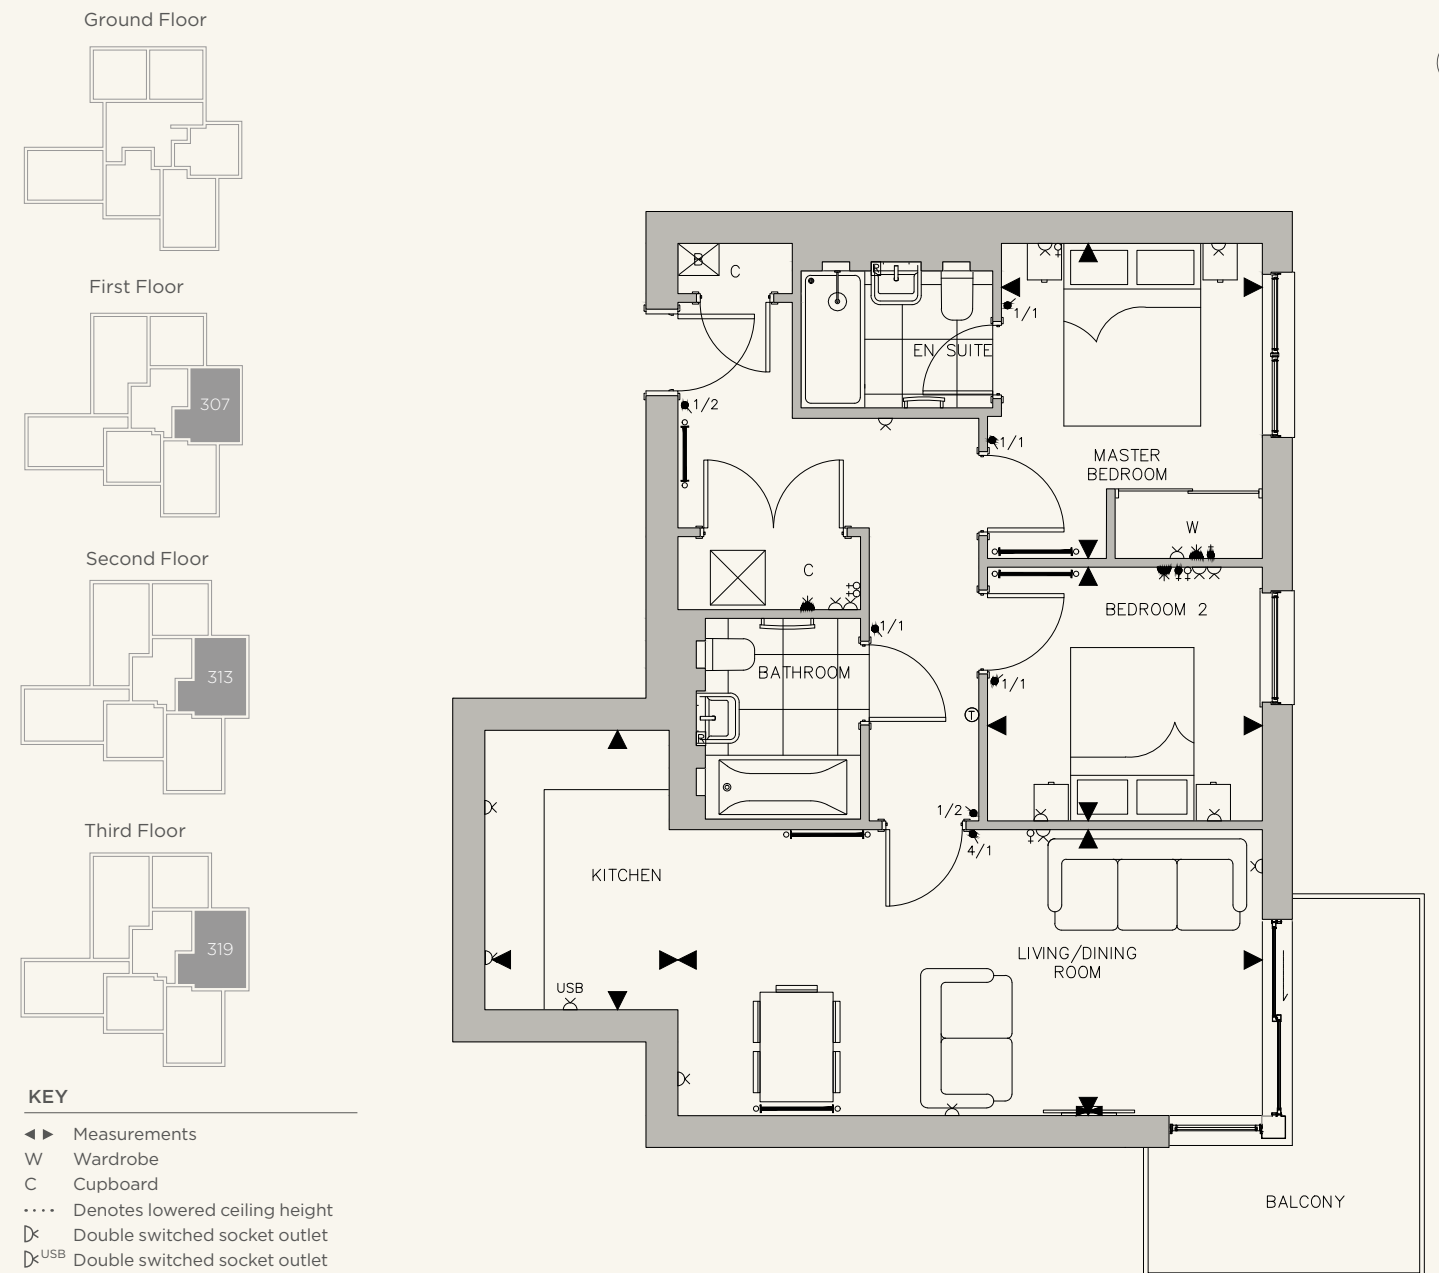 Ground Floor
First Floor
307
Second Floor
313
Third Floor
319
KEY
Measurements
W Wardrobe
C Cupboard
Denotes lowered ceiling height
Double switched socket outlet
USB Double switched socket outlet
C
EN SUITE
1/1
1/2
1/1
MASTER
BEDROOM
W
C
BEDROOM 2
1/1
BATHROOM
1/1
T
R
R
1/2
4/1
KITCHEN
LIVING/DINING
ROOM
USB
BALCONY